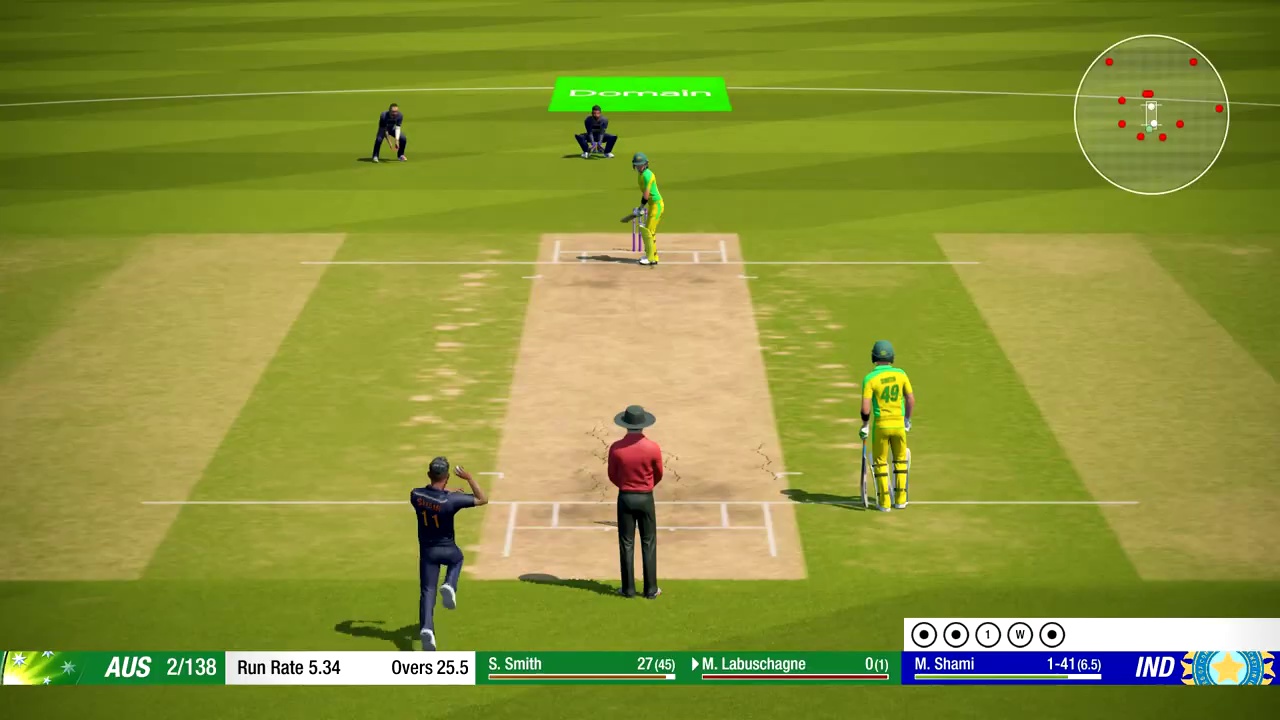 Domain
SMITH
49
11
1 W
AUS 2/138 Run Rate 5.34 Overs 25.5 S. Smith 27(45) M. Labuschagne 0(1) M. Shami 1-41(6.5) IND